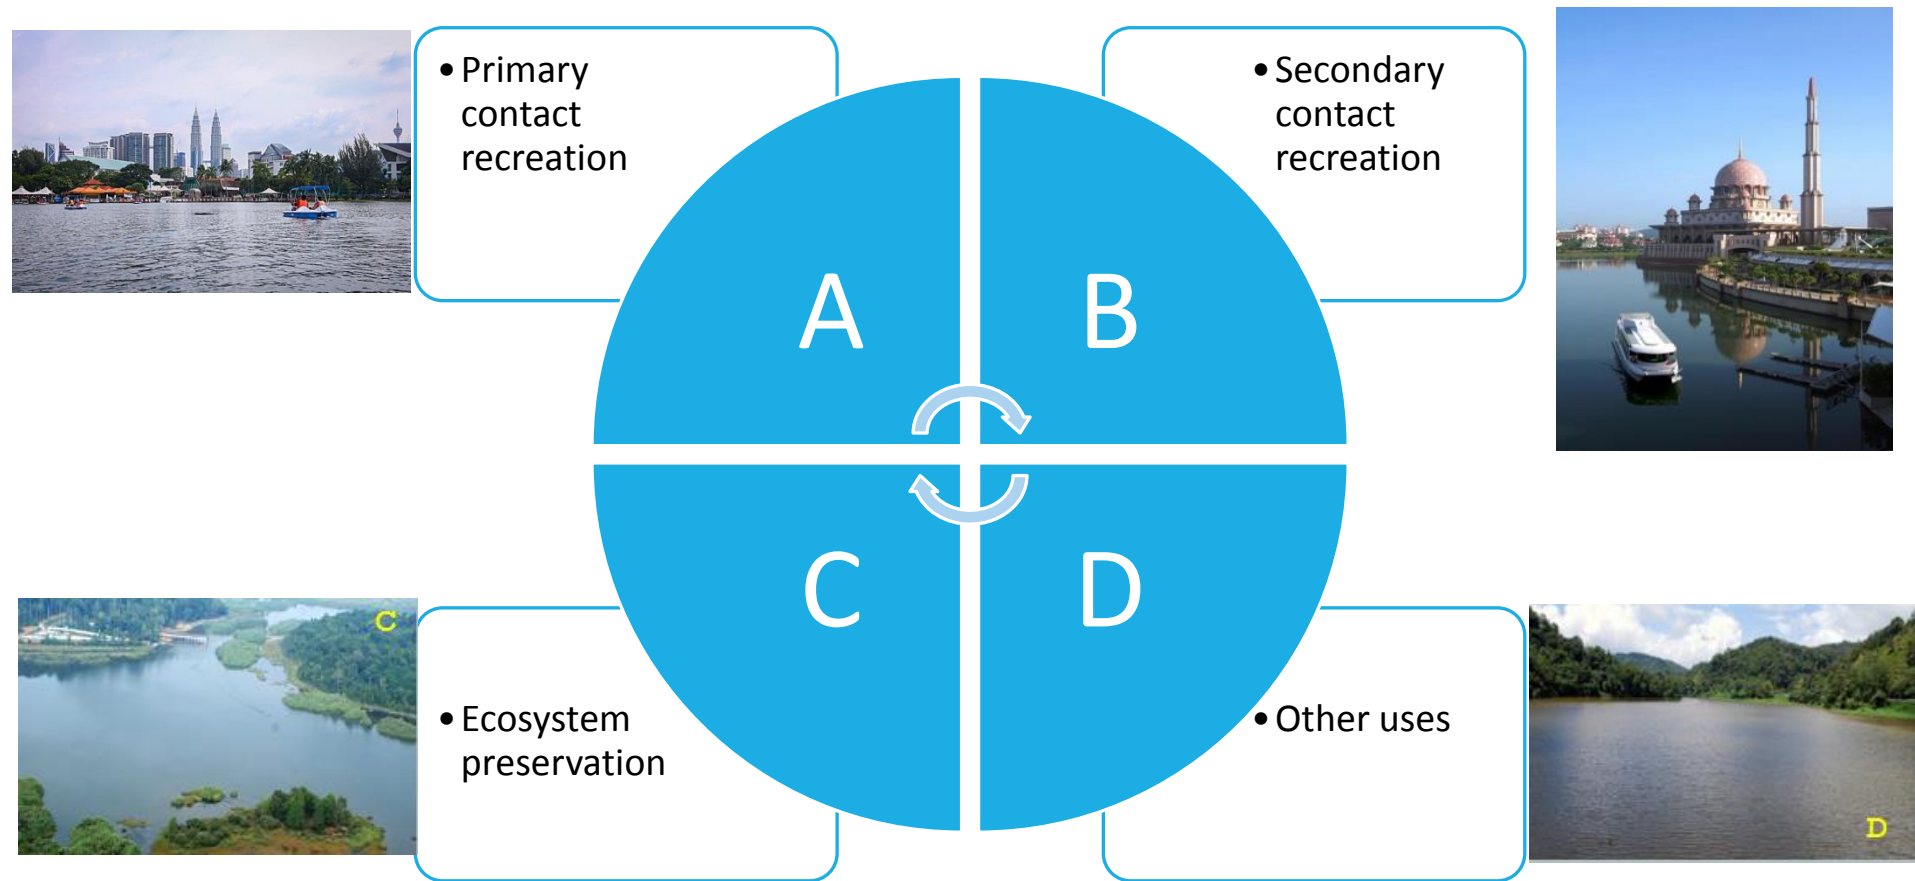 • Primary
contact
recreation
• Secondary
contact
recreation
A
B
C
D
C
• Ecosystem
preservation
• Other uses
D